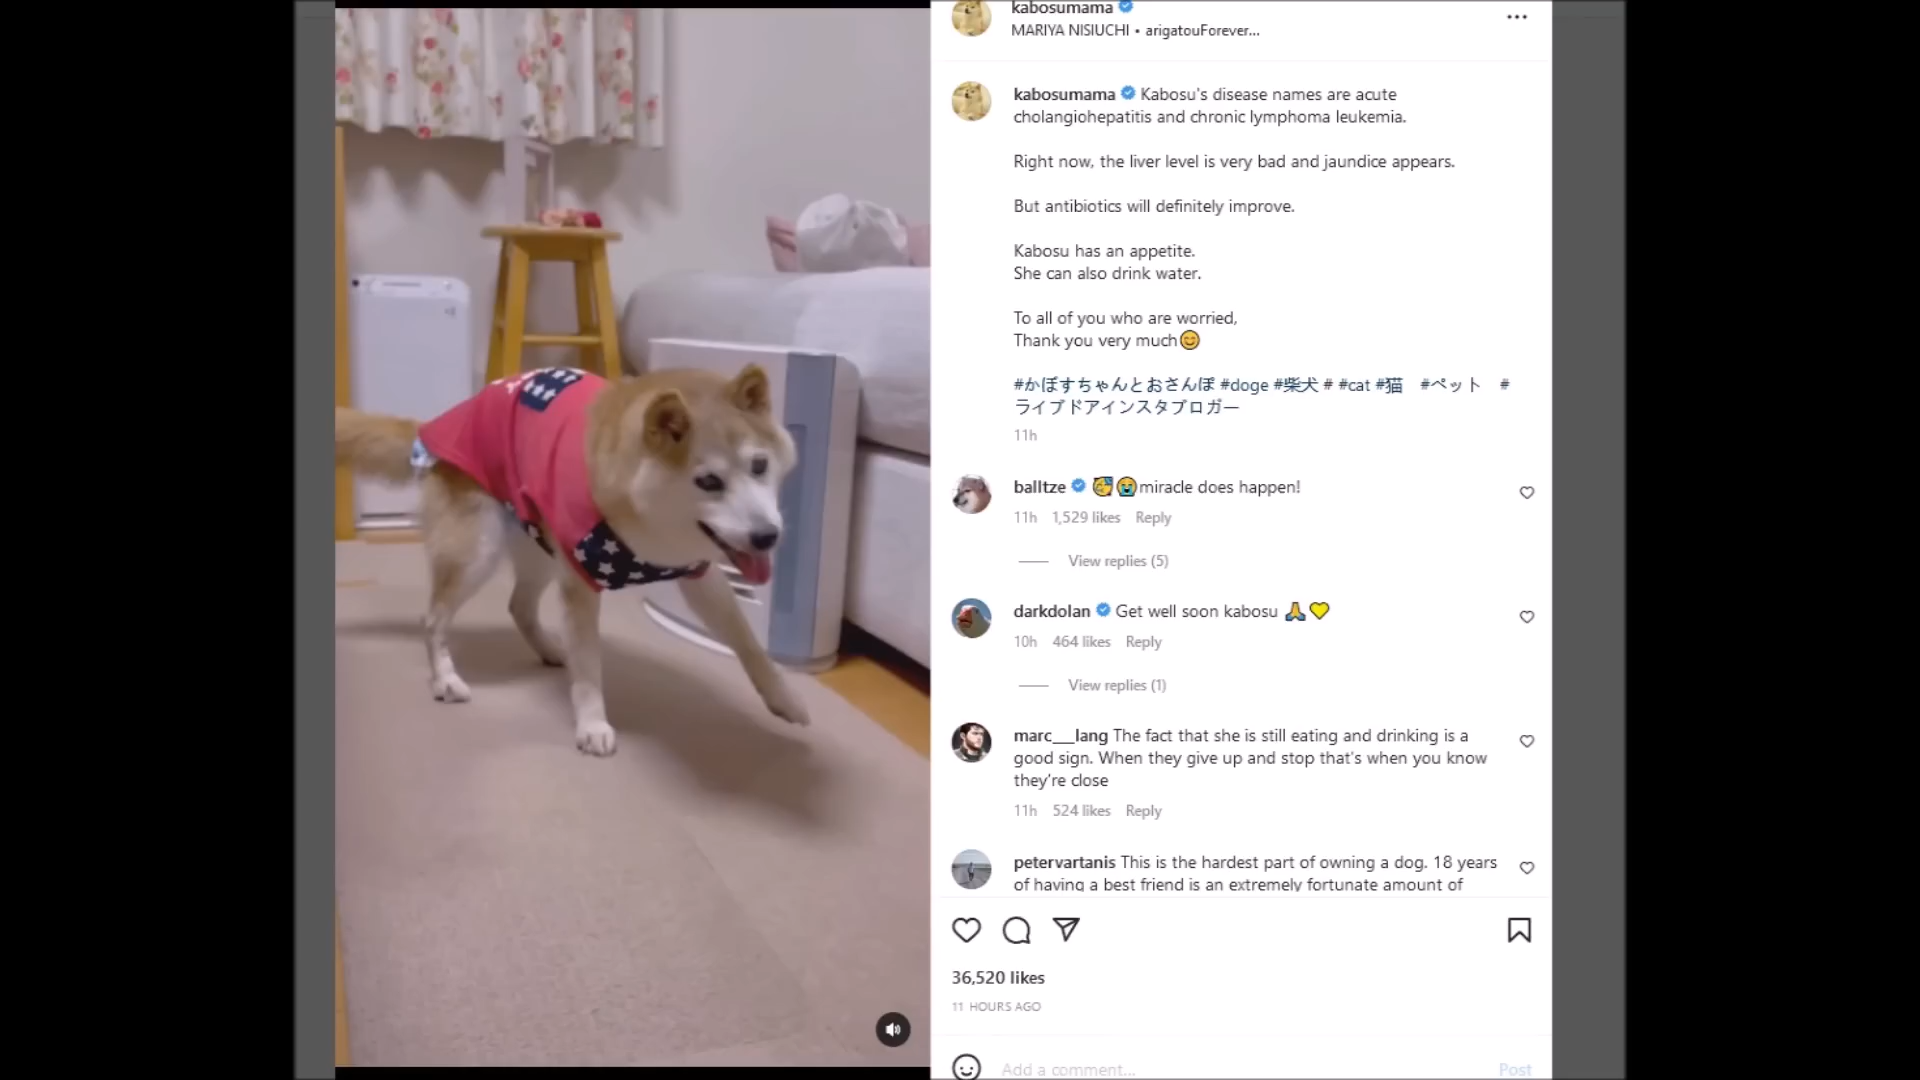 kabosumama
MARIYA NISIUCHI • arigatouForever...
kabosumama Kabosu's disease names are acute
cholangiohepatitis and chronic lymphoma leukemia.
Right now, the liver level is very bad and jaundice appears.
But antibiotics will definitely improve.
Kabosu has an appetite.
She can also drink water.
To all of you who are worried,
Thank you very much😊
#かぼすちゃんとおさんぽ #doge #柴犬 # #cat #猫 #ペット #
ライブドアインスタブロガー
11h
balltze 🥳😭miracle does happen!
11h 1,529 likes Reply
View replies (5)
darkdolan Get well soon kabosu 🙏💛
10h 464 likes Reply
View replies (1)
marc___lang The fact that she is still eating and drinking is a
good sign. When they give up and stop that's when you know
they're close
11h 524 likes Reply
petervartanis This is the hardest part of owning a dog. 18 years
of having a best friend is an extremely fortunate amount of
36,520 likes
11 HOURS AGO
Add a comment...
Post